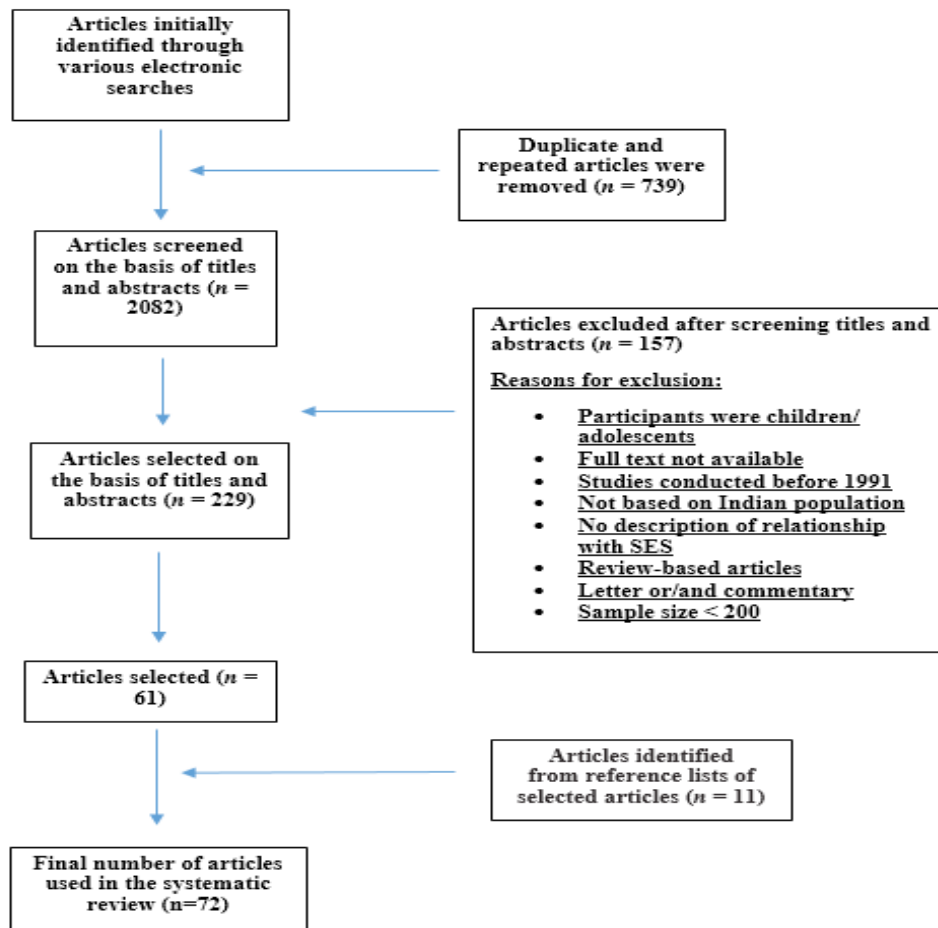 Articles initially
identified through
various electronic
searches
Duplicate and
repeated articles were
removed (n = 739)
Articles screened
on the basis of titles
and abstracts (n =
2082)
Articles excluded after screening titles and
abstracts (n = 157)
Reasons for exclusion:
• Participants were children/
adolescents
• Full text not available
• Studies conducted before 1991
• Not based on Indian population
• No description of relationship
with SES
• Review-based articles
• Letter or/and commentary
• Sample size < 200
Articles selected on
the basis of titles and
abstracts (n = 229)
Articles selected (n =
61)
Articles identified
from reference lists of
selected articles (n = 11)
Final number of articles
used in the systematic
review (n=72)